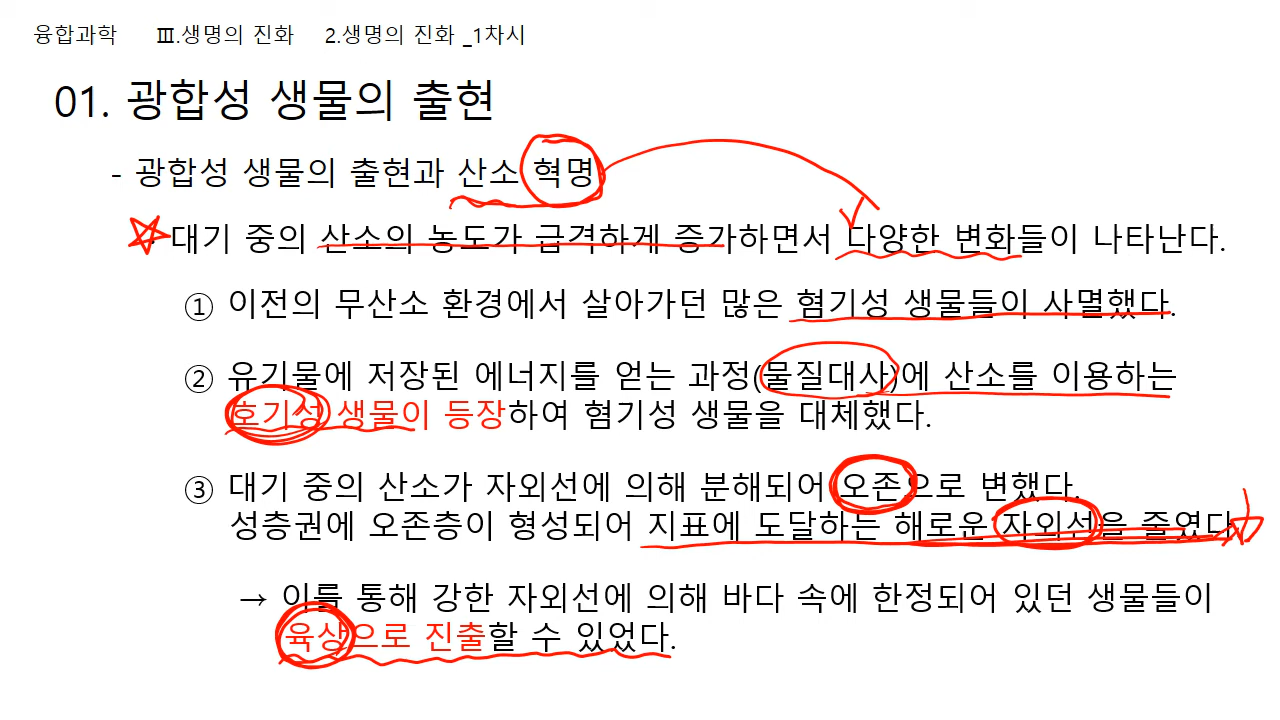 융합과학 Ⅲ.생명의 진화 2.생명의 진화 _1차시
01. 광합성 생물의 출현
- 광합성 생물의 출현과 산소 혁명
대기 중의 산소의 농도가 급격하게 증가하면서 다양한 변화들이 나타난다.
① 이전의 무산소 환경에서 살아가던 많은 혐기성 생물들이 사멸했다.
② 유기물에 저장된 에너지를 얻는 과정(물질대사)에 산소를 이용하는
호기성 생물이 등장하여 혐기성 생물을 대체했다.
③ 대기 중의 산소가 자외선에 의해 분해되어 오존으로 변했다.
성층권에 오존층이 형성되어 지표에 도달하는 해로운 자외선을 줄였다
→ 이를 통해 강한 자외선에 의해 바다 속에 한정되어 있던 생물들이
육상으로 진출할 수 있었다.